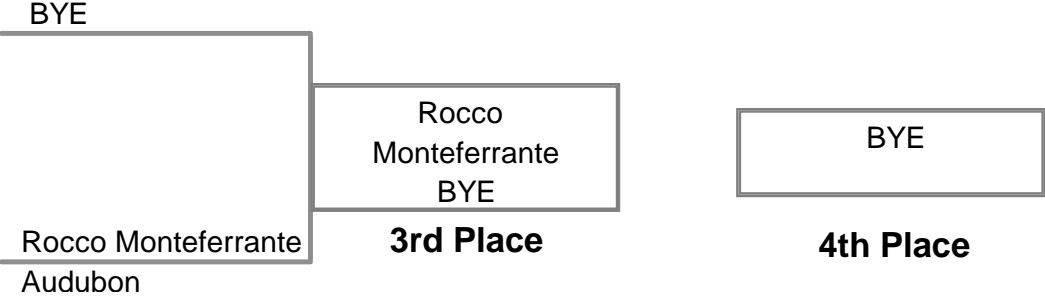 BYE
Rocco
Monteferrante
BYE
BYE
Rocco Monteferrante
3rd Place
4th Place
Audubon